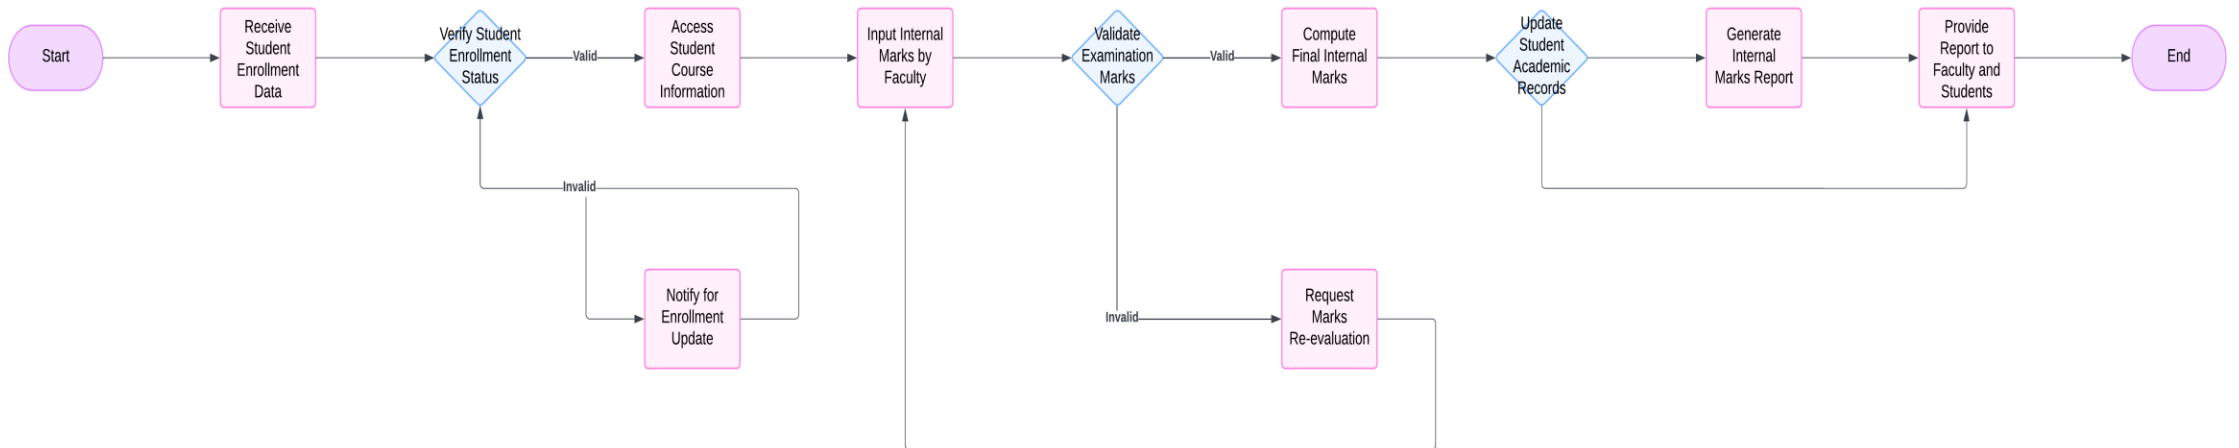 Start
Receive
Student
Enrollment
Data
Verify Student
Enrollment
Status
Valid
Access
Student
Course
Information
Input Internal
Marks by
Faculty
Validate
Examination
Marks
Valid
Compute
Final Internal
Marks
Update
Student
Academic
Records
Generate
Internal
Marks Report
Provide
Report to
Faculty and
Students
End
Invalid
Notify for
Enrollment
Update
Invalid
Request
Marks
Re-evaluation